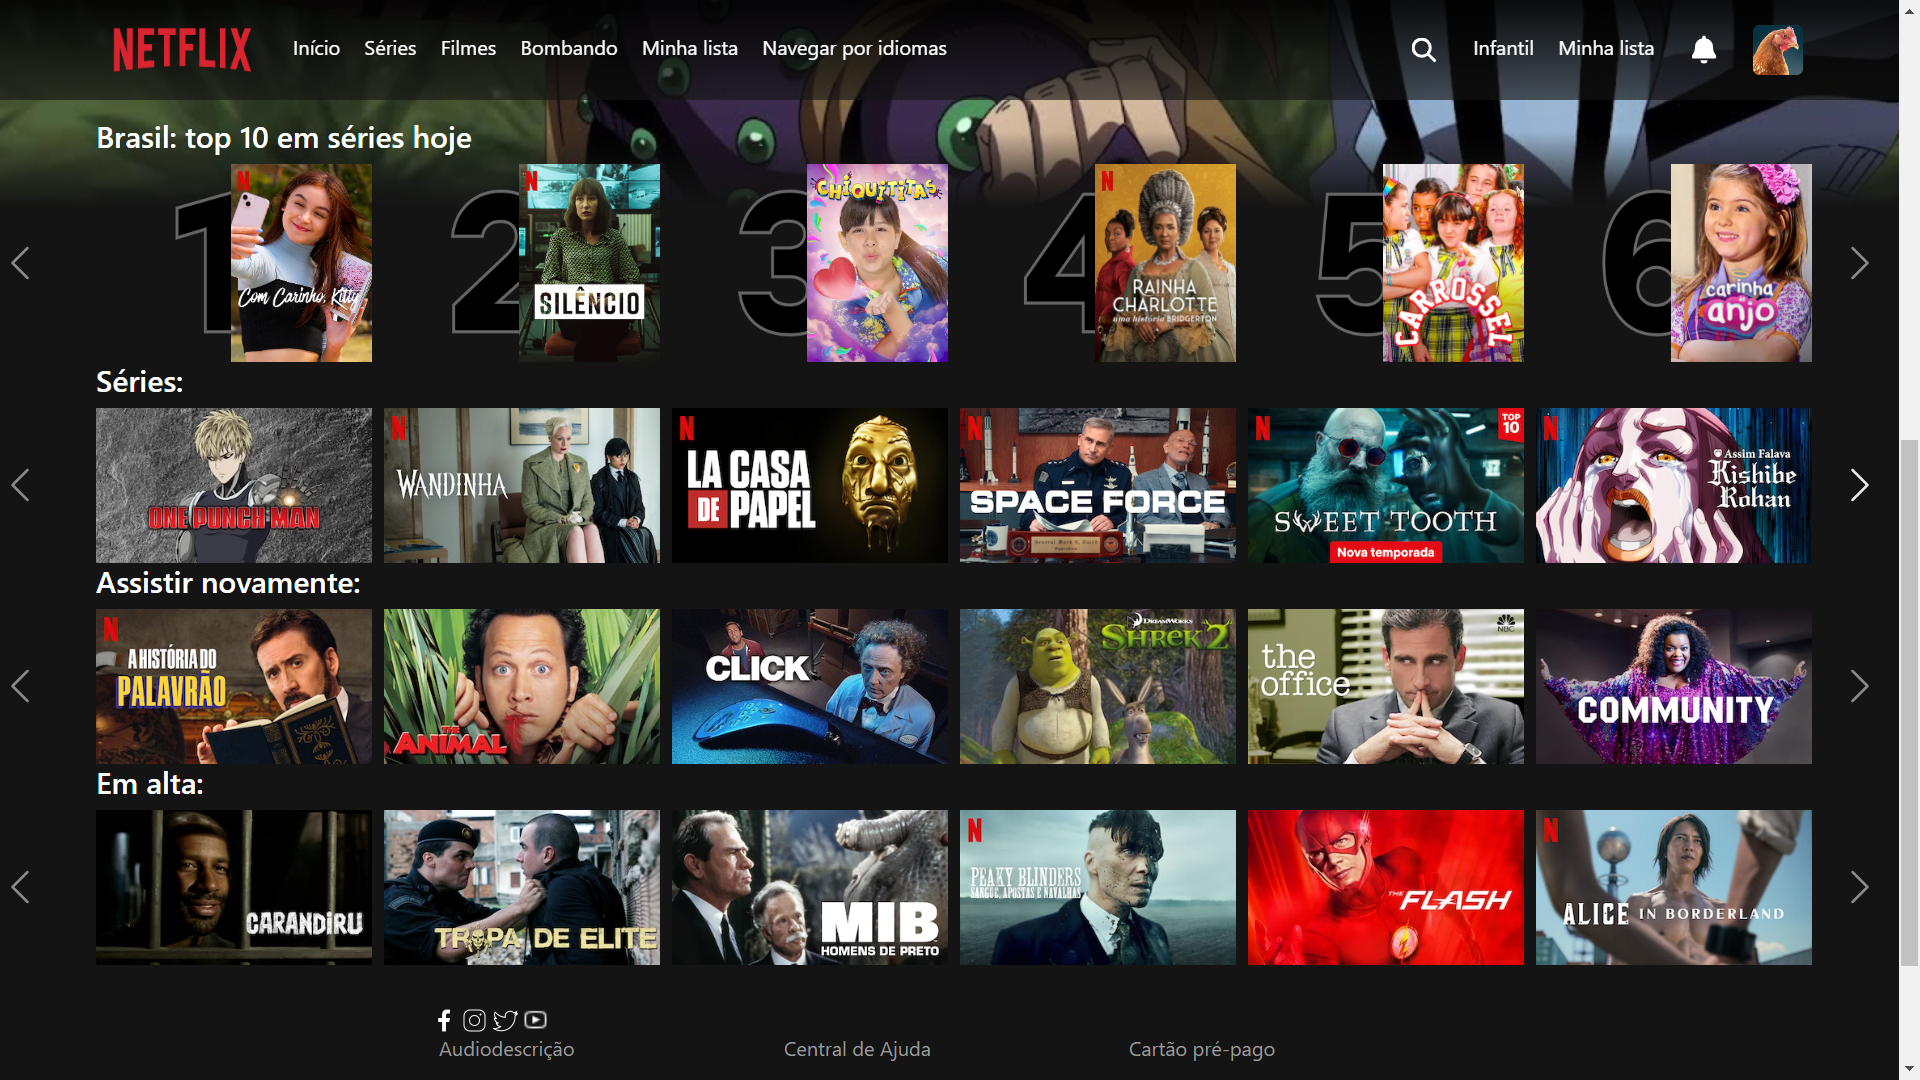 NETFLIX Início Séries Filmes Bombando Minha lista Navegar por idiomas Infantil Minha lista
Brasil: top 10 em séries hoje
1 2 3 4 5 6
N
Com Carinho, Kitty
N
SILÊNCIO
CHIQUITITAS
N
RAINHA
CHARLOTTE
uma história BRIDGERTON
CARROSSEL
carinha
de
anjo
Séries:
ONE PUNCH MAN
N
WANDINHA
N
LA CASA
DE PAPEL
N
SPACE FORCE
N
TOP
10
SWEET TOOTH
Nova temporada
N
Assim Falava
Kishibe
Rohan
Assistir novamente:
N
A HISTÓRIA DO
PALAVRÃO
THE
ANIMAL
CLICK
DREAMWORKS
SHREK 2
NBC
the
office
COMMUNITY
Em alta:
CARANDIRU
TROPA DE ELITE
MIB
HOMENS DE PRETO
N
PEAKY BLINDERS
SANGUE, APOSTAS E NAVALHAS
THE FLASH
N
ALICE IN BORDERLAND
Audiodescrição Central de Ajuda Cartão pré-pago